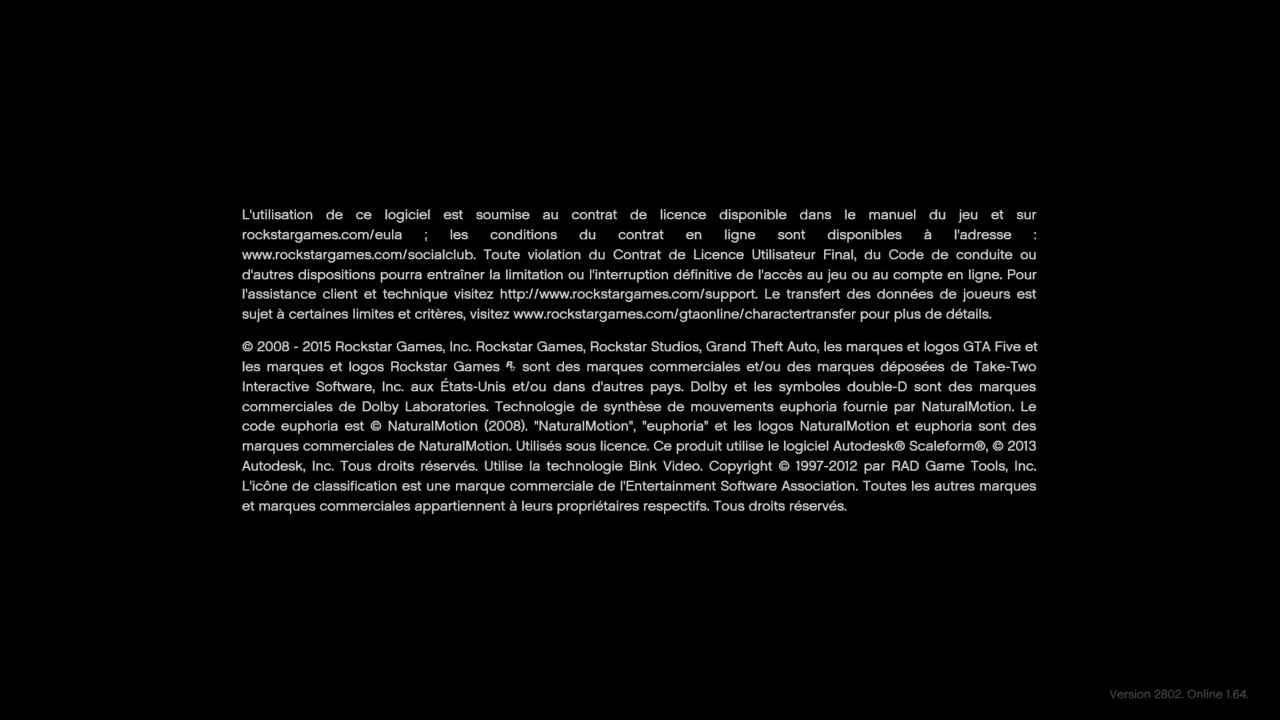 L'utilisation de ce logiciel est soumise au contrat de licence disponible dans le manuel du jeu et sur
rockstargames.com/eula ; les conditions du contrat en ligne sont disponibles à l'adresse :
www.rockstargames.com/socialclub. Toute violation du Contrat de Licence Utilisateur Final, du Code de conduite ou
d'autres dispositions pourra entraîner la limitation ou l'interruption définitive de l'accès au jeu ou au compte en ligne. Pour
l'assistance client et technique visitez http://www.rockstargames.com/support. Le transfert des données de joueurs est
sujet à certaines limites et critères, visitez www.rockstargames.com/gtaonline/charactertransfer pour plus de détails.
© 2008 - 2015 Rockstar Games, Inc. Rockstar Games, Rockstar Studios, Grand Theft Auto, les marques et logos GTA Five et
les marques et logos Rockstar Games R* sont des marques commerciales et/ou des marques déposées de Take-Two
Interactive Software, Inc. aux États-Unis et/ou dans d'autres pays. Dolby et les symboles double-D sont des marques
commerciales de Dolby Laboratories. Technologie de synthèse de mouvements euphoria fournie par NaturalMotion. Le
code euphoria est © NaturalMotion (2008). "NaturalMotion", "euphoria" et les logos NaturalMotion et euphoria sont des
marques commerciales de NaturalMotion. Utilisés sous licence. Ce produit utilise le logiciel Autodesk® Scaleform®, © 2013
Autodesk, Inc. Tous droits réservés. Utilise la technologie Bink Video. Copyright © 1997-2012 par RAD Game Tools, Inc.
L'icône de classification est une marque commerciale de l'Entertainment Software Association. Toutes les autres marques
et marques commerciales appartiennent à leurs propriétaires respectifs. Tous droits réservés.
Version 2802. Online 1.64.